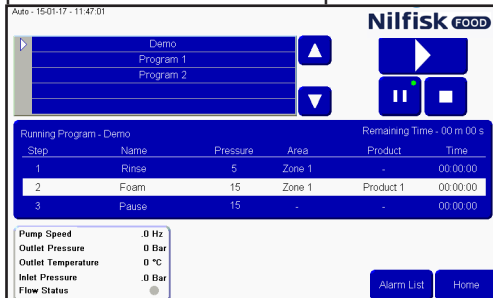 Auto - 15-01-17 - 11:47:01
Nilfisk FOOD
Demo
Program 1
Program 2
Running Program - Demo Remaining Time - 00 m 00 s
Step Name Pressure Area Product Time
1 Rinse 5 Zone 1 - 00:00:00
2 Foam 15 Zone 1 Product 1 00:00:00
3 Pause 15 - - 00:00:00
Pump Speed .0 Hz
Outlet Pressure 0 Bar
Outlet Temperature 0 °C
Inlet Pressure .0 Bar
Flow Status
Alarm List Home